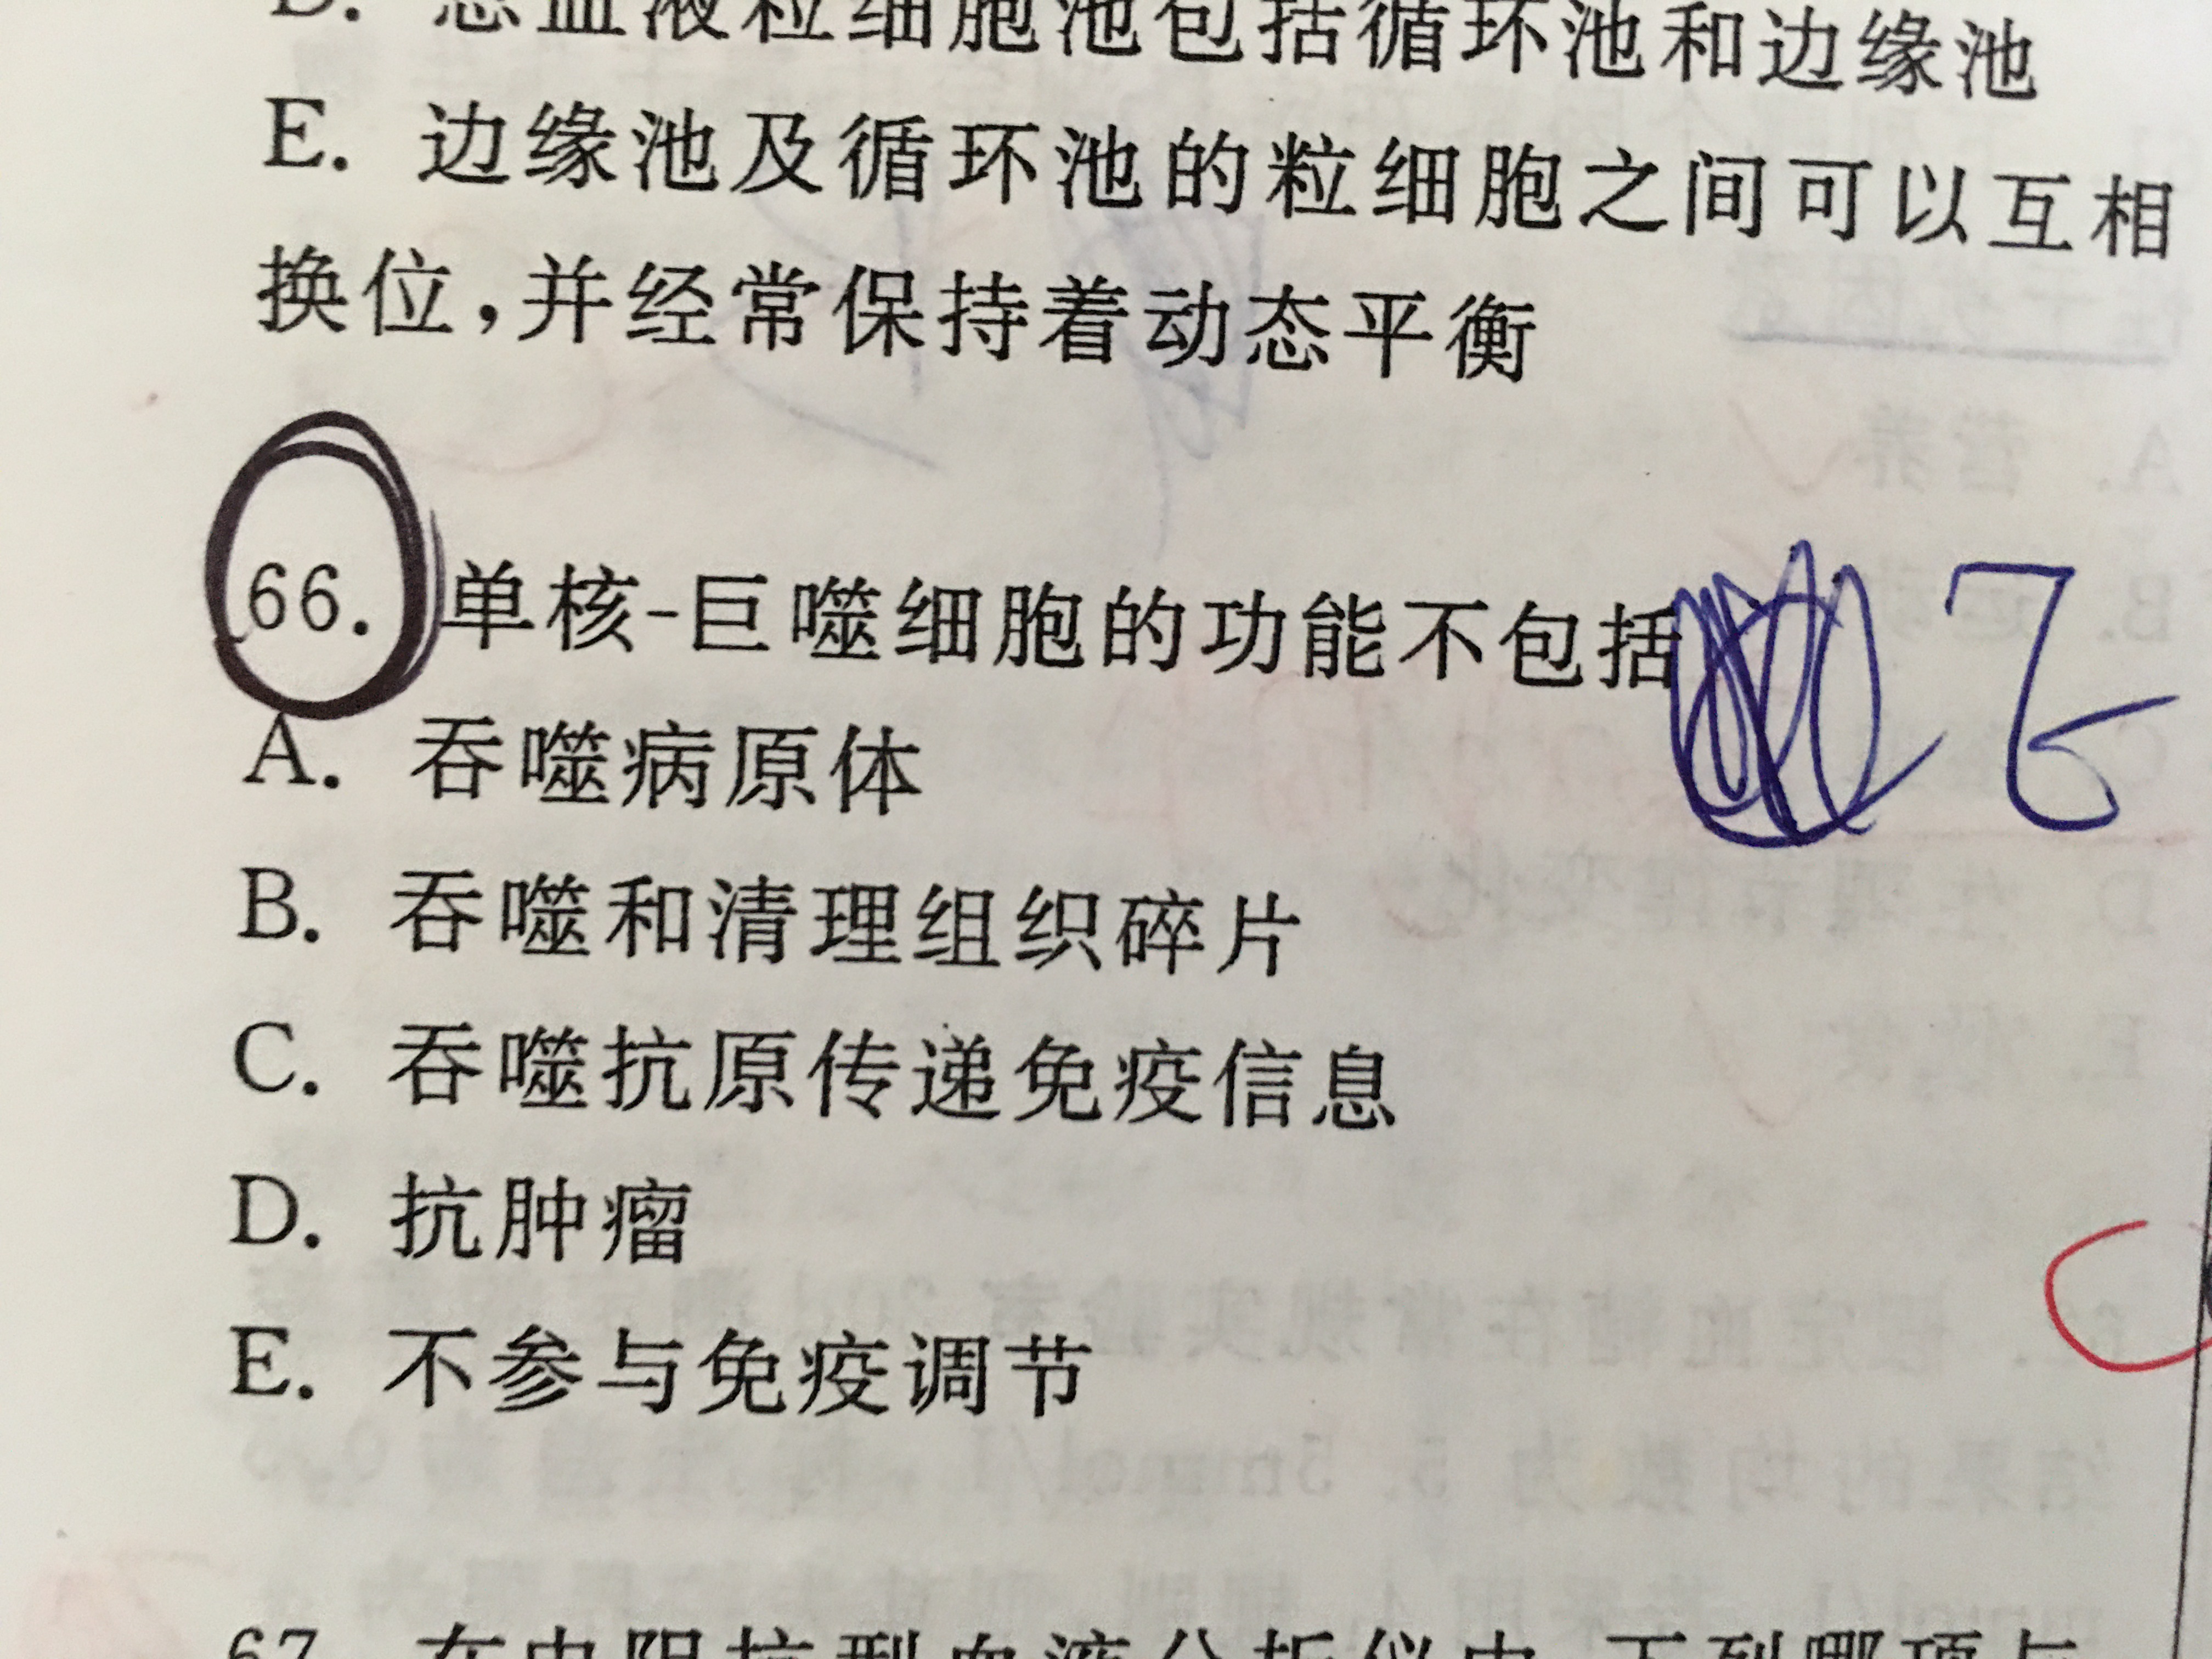 D. 总血液粒细胞池包括循环池和边缘池
E. 边缘池及循环池的粒细胞之间可以互相
换位,并经常保持着动态平衡
66. 单核-巨噬细胞的功能不包括
A. 吞噬病原体
B. 吞噬和清理组织碎片
C. 吞噬抗原传递免疫信息
D. 抗肿瘤
E. 不参与免疫调节
67